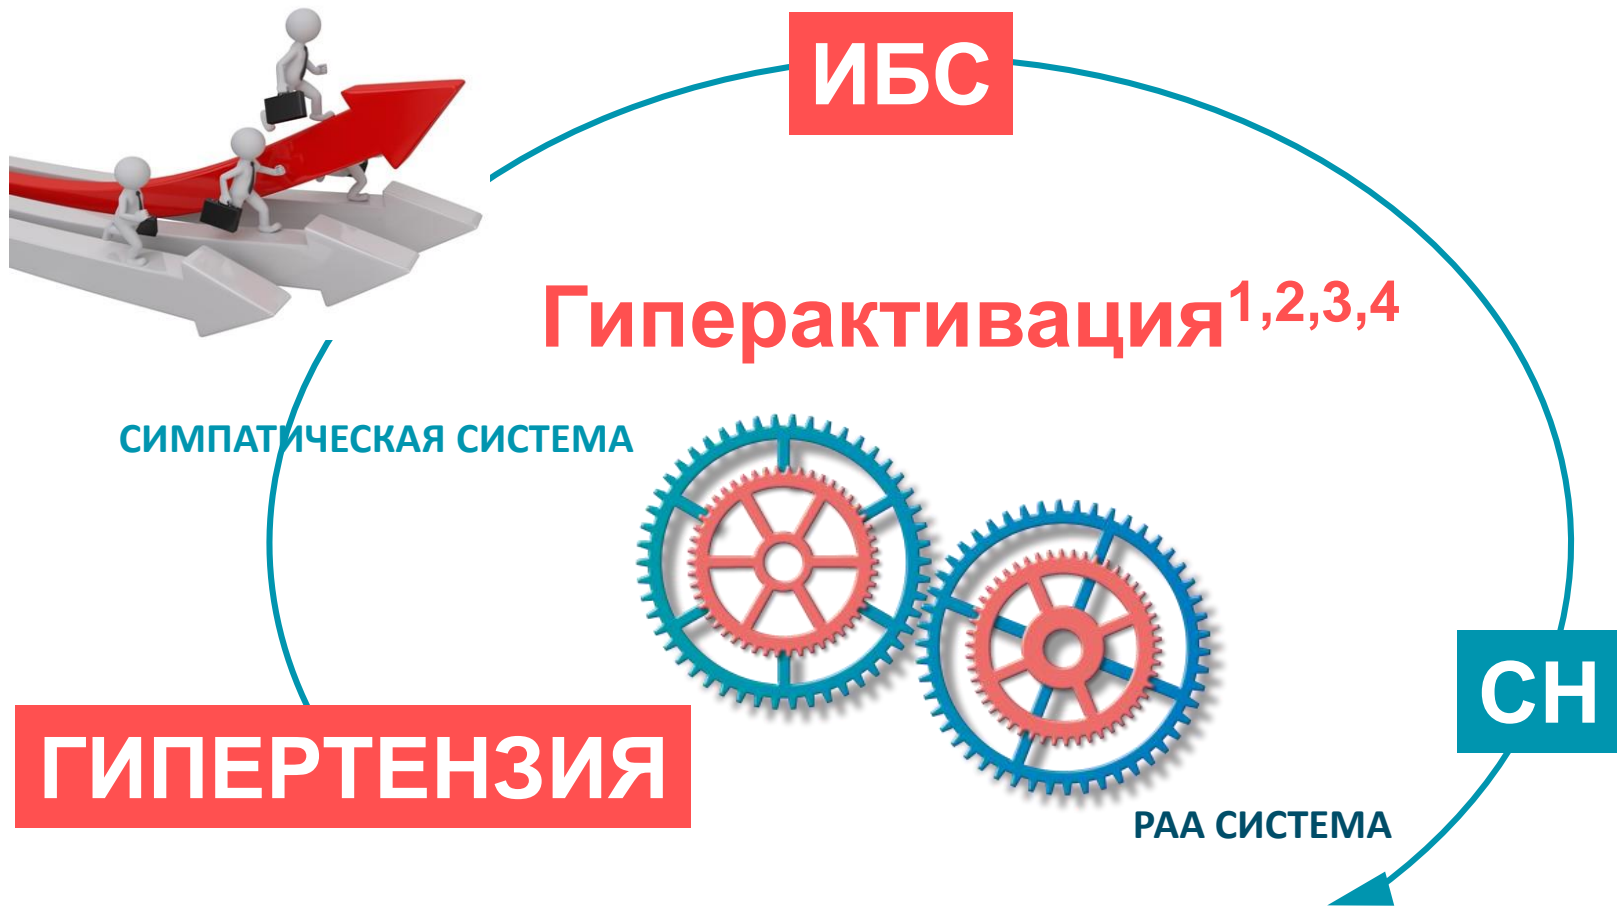 ИБС
Гиперактивация1,2,3,4
СИМПАТИЧЕСКАЯ СИСТЕМА
СН
ГИПЕРТЕНЗИЯ
РАА СИСТЕМА